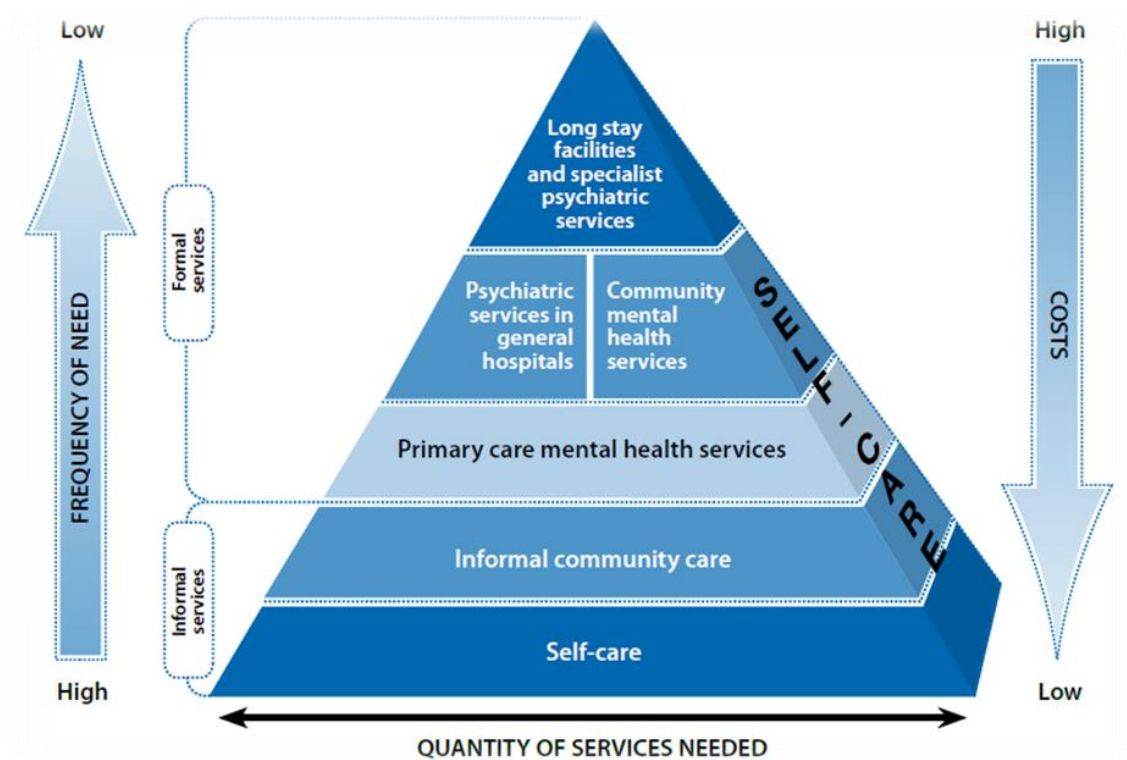 Low
High
Long stay
facilities
and specialist
psychiatric
services
Formal
services
FREQUENCY OF NEED
Psychiatric
services in
general
hospitals
Community
mental
health
services
SELF-CARE
COSTS
Primary care mental health services
Informal
services
Informal community care
Self-care
High
Low
QUANTITY OF SERVICES NEEDED